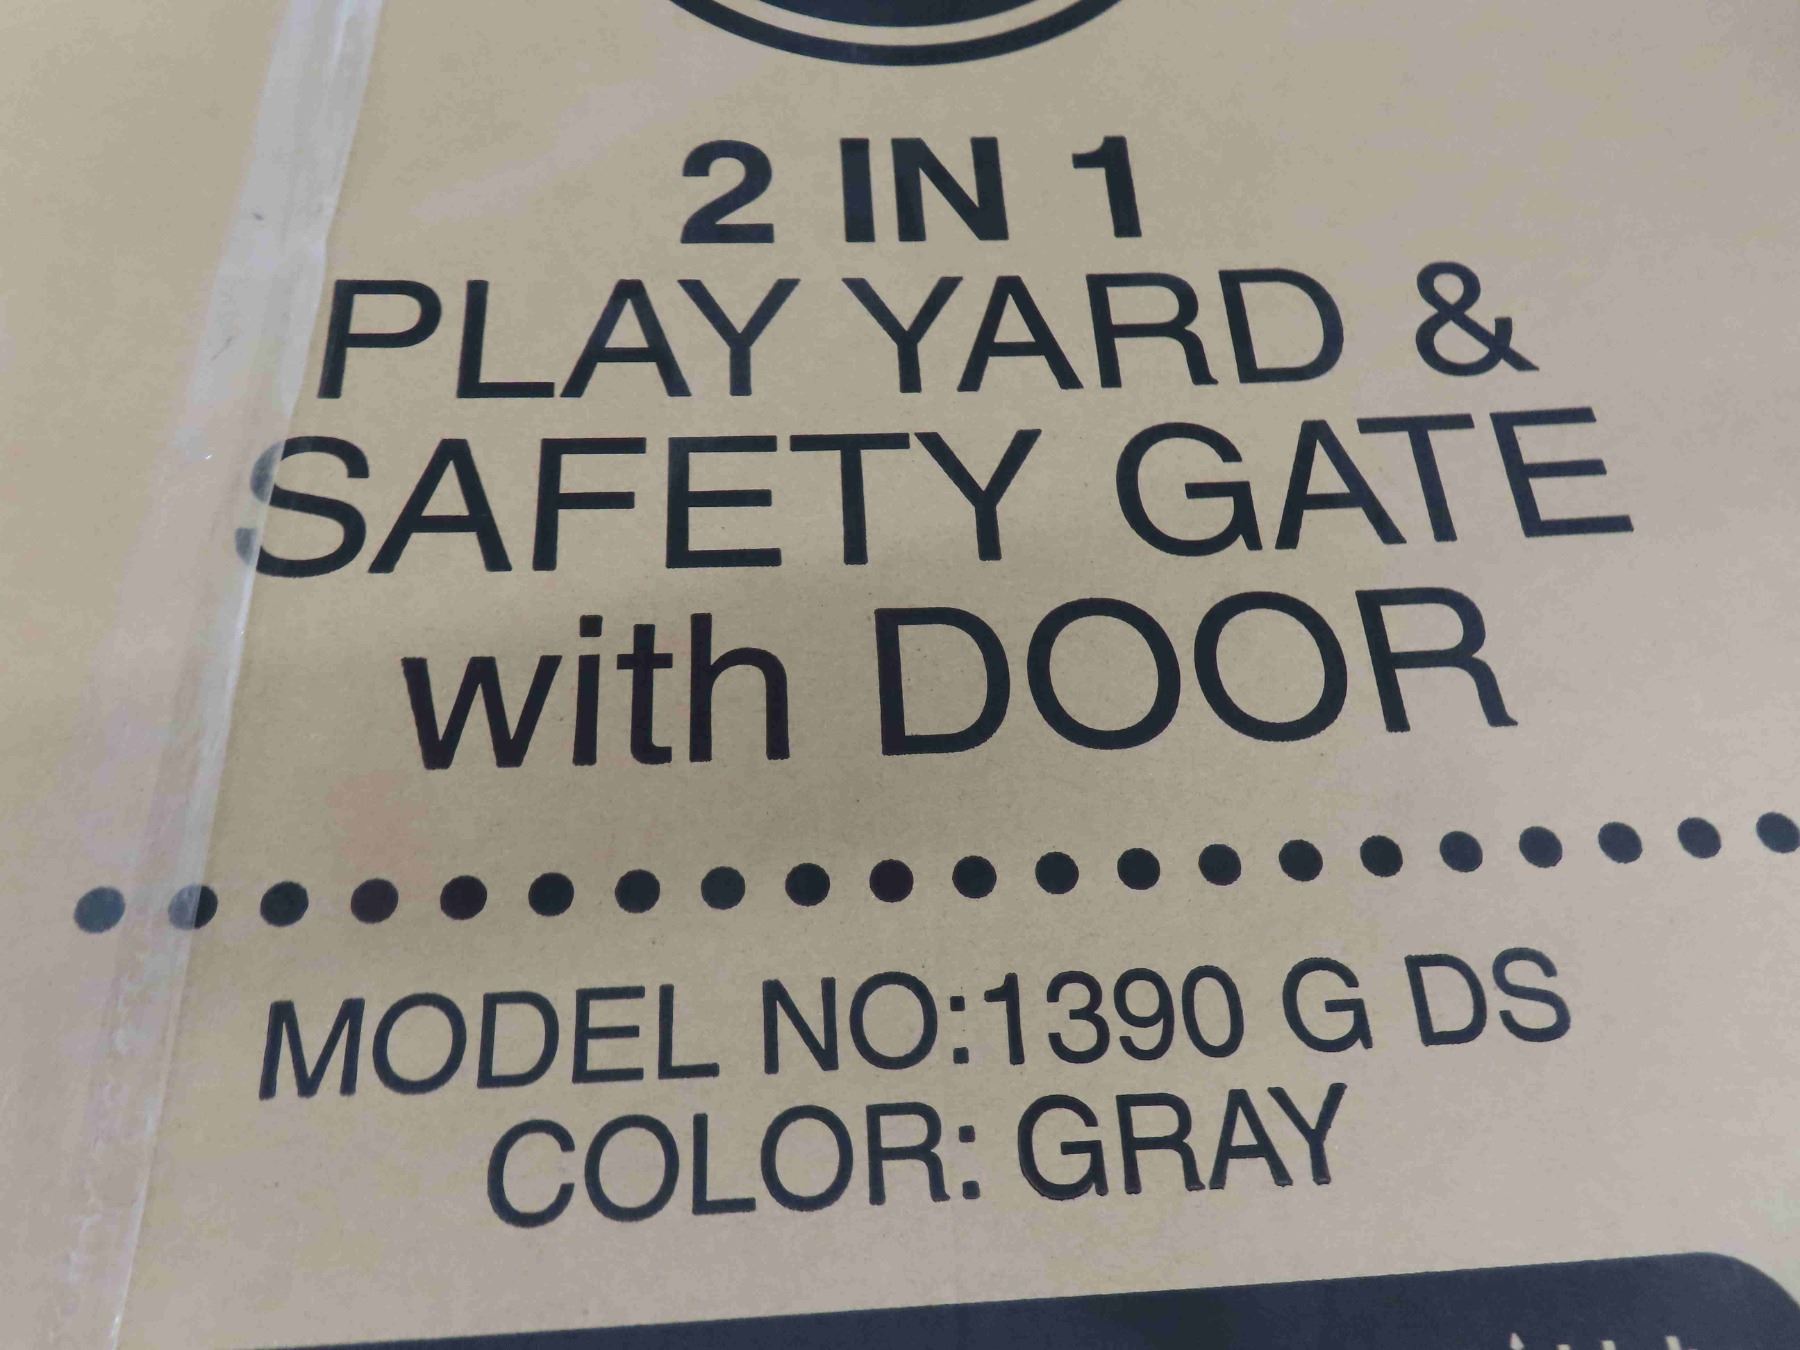 2 IN 1
PLAY YARD &
SAFETY GATE
with DOOR
MODEL NO:1390 G DS
COLOR: GRAY